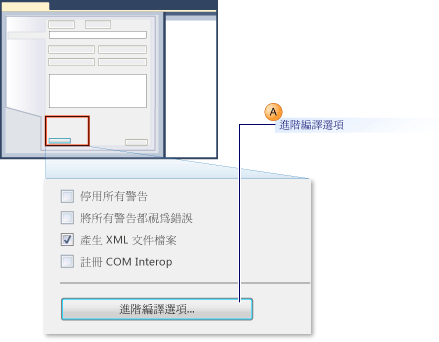 A
進階編譯選項
停用所有警告
將所有警告都視為錯誤
產生 XML 文件檔案
註冊 COM Interop
進階編譯選項...